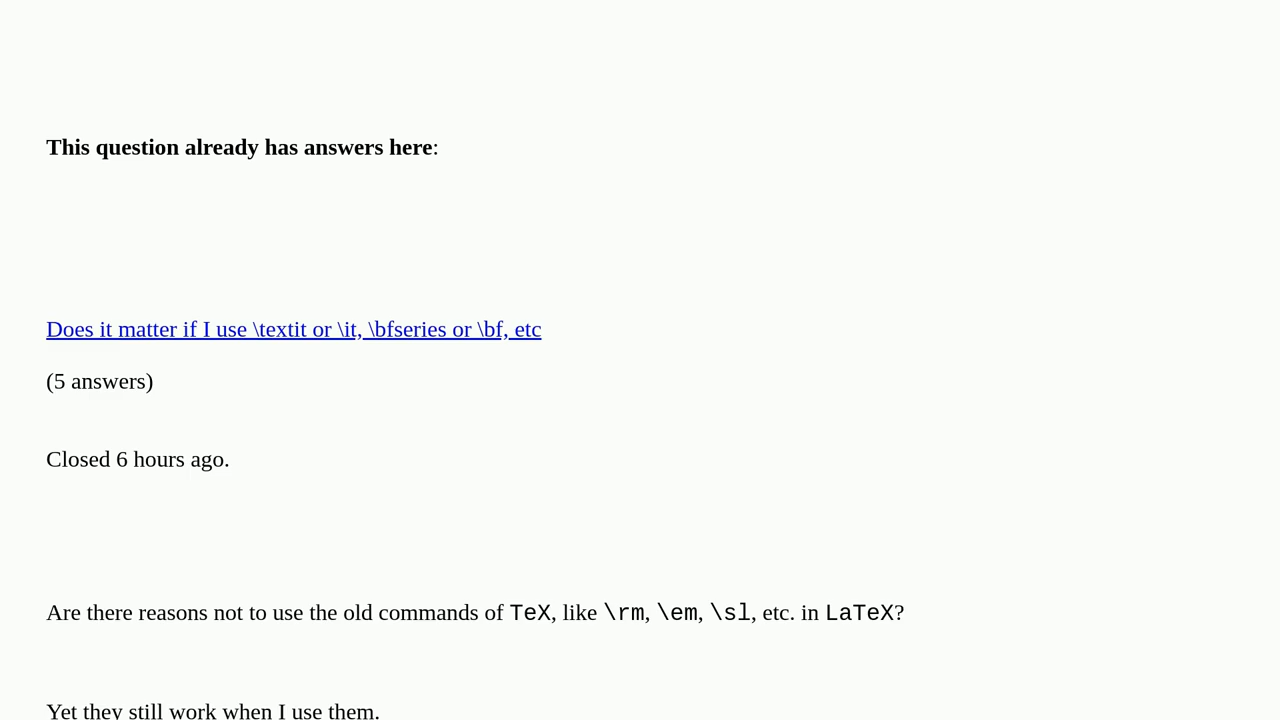 This question already has answers here:
Does it matter if I use \textit or \it, \bfseries or \bf, etc
(5 answers)
Closed 6 hours ago.
Are there reasons not to use the old commands of TeX, like \rm, \em, \sl, etc. in LaTeX?
Yet they still work when I use them.